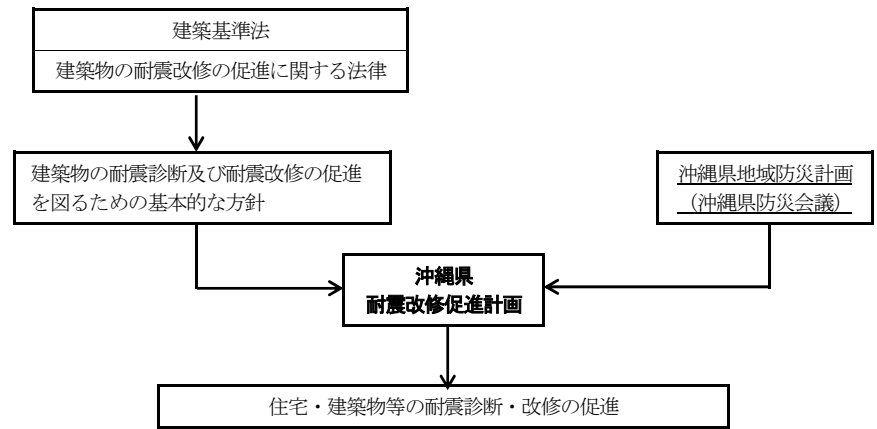 建築基準法
建築物の耐震改修の促進に関する法律
建築物の耐震診断及び耐震改修の促進
を図るための基本的な方針
沖縄県地域防災計画
（沖縄県防災会議）
沖縄県
耐震改修促進計画
住宅・建築物等の耐震診断・改修の促進